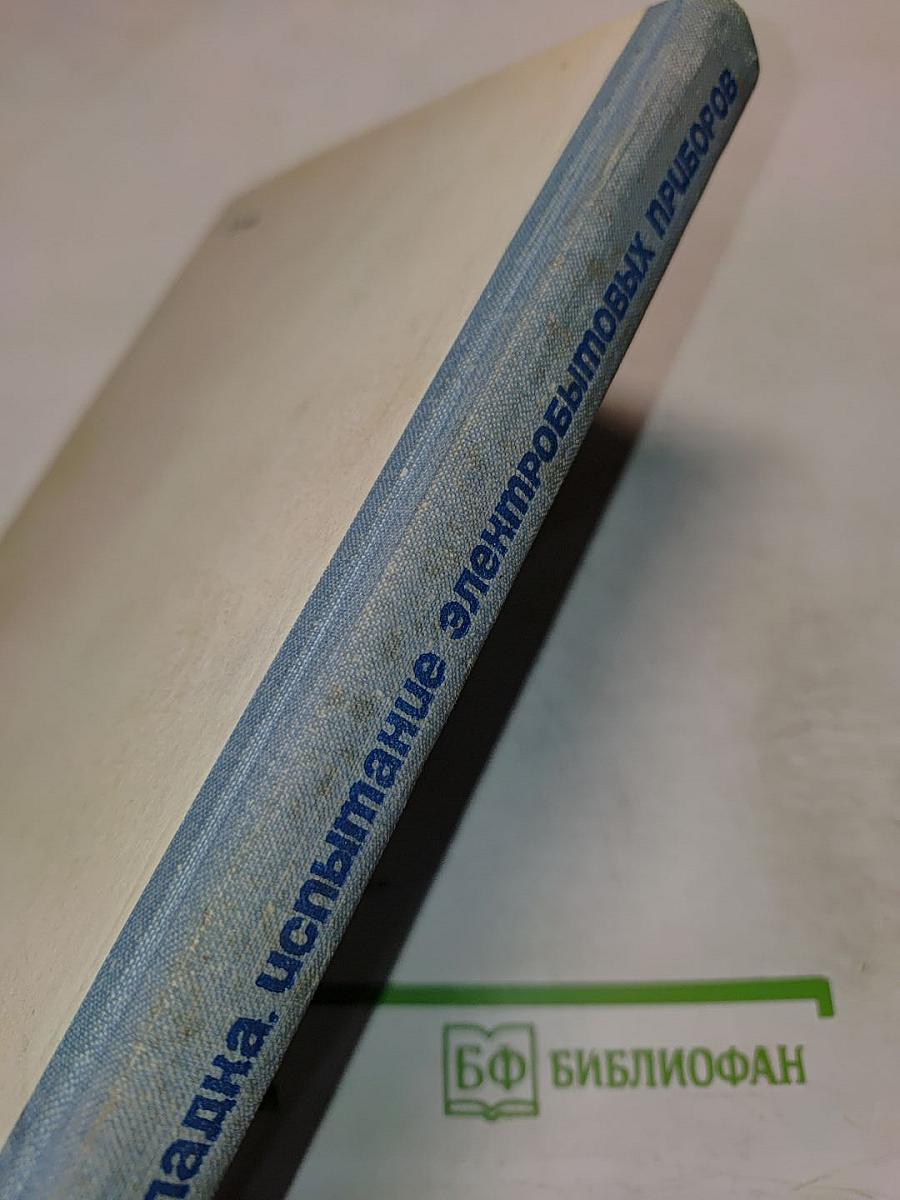 ладка, испытание электробытовых приборов
БФ БИБЛИОФАН